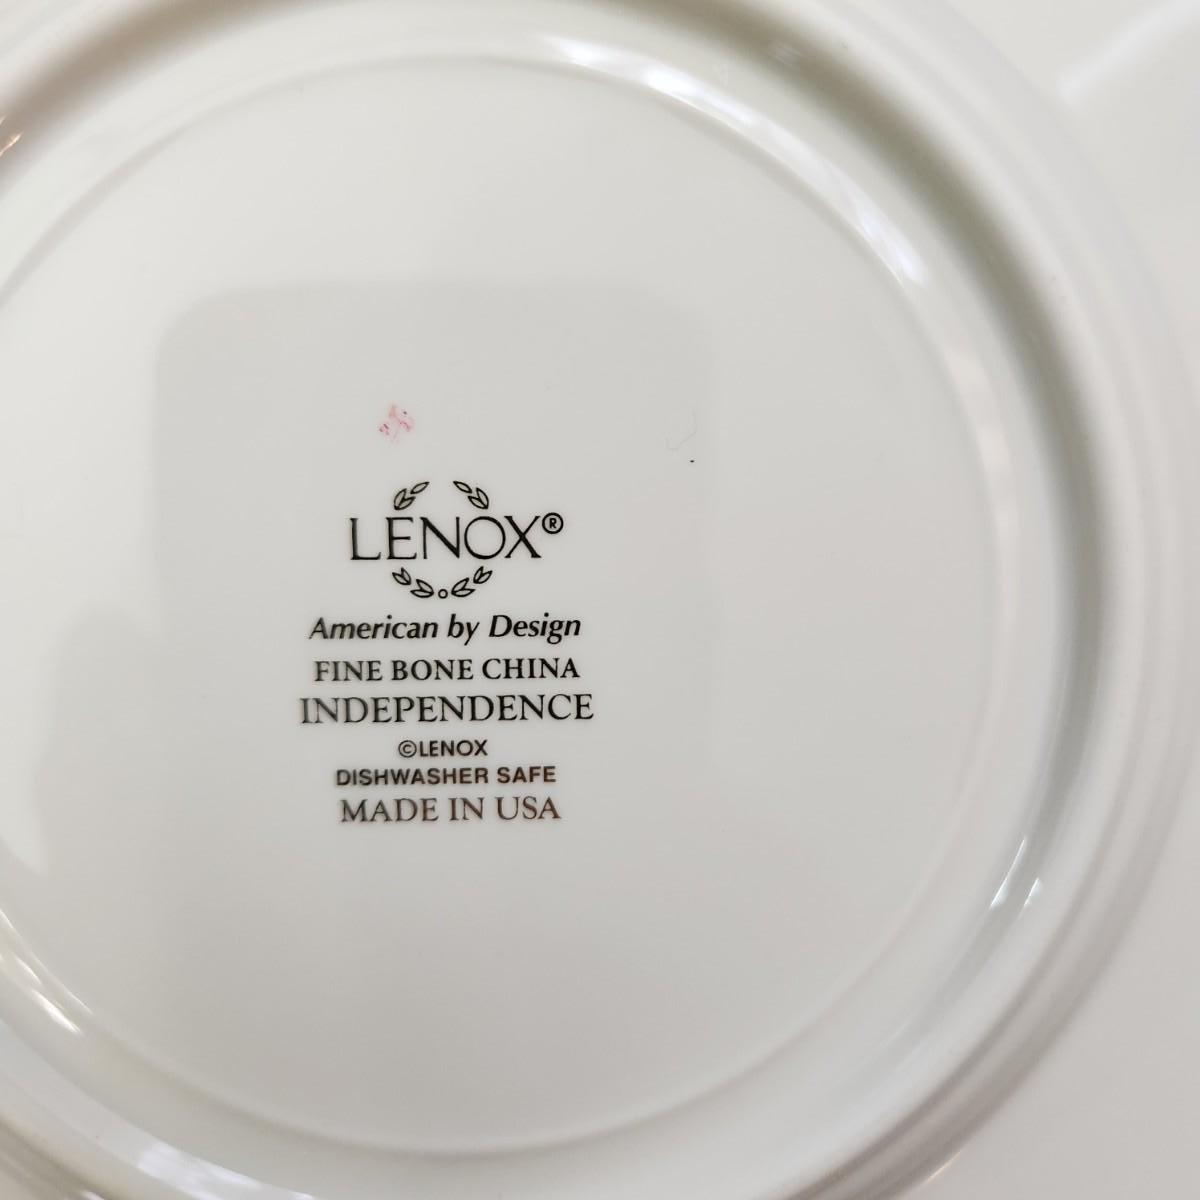 LENOX®
American by Design
FINE BONE CHINA
INDEPENDENCE
©LENOX
DISHWASHER SAFE
MADE IN USA